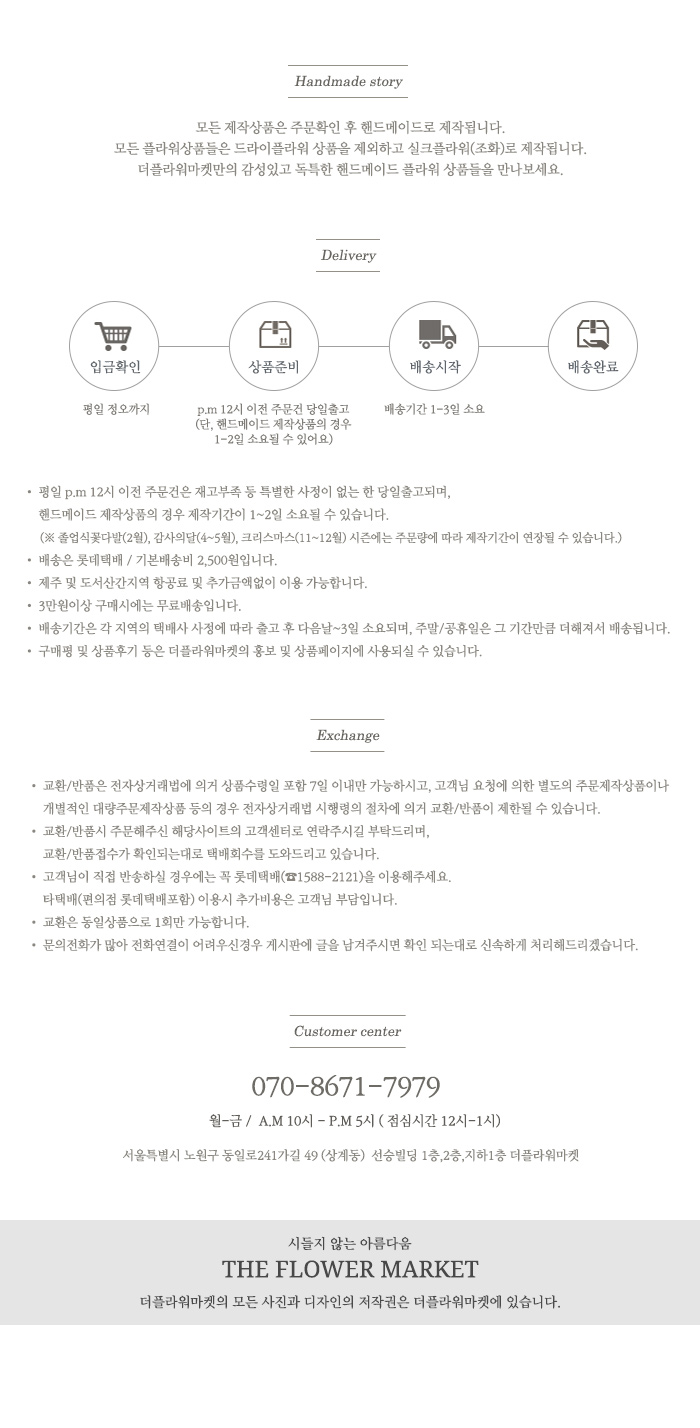 Handmade story
모든 제작상품은 주문확인 후 핸드메이드로 제작됩니다.
모든 플라워상품들은 드라이플라워 상품을 제외하고 실크플라워(조화)로 제작됩니다.
더플라워마켓만의 감성있고 독특한 핸드메이드 플라워 상품들을 만나보세요.
Delivery
입금확인
상품준비
배송시작
배송완료
평일 정오까지
p.m 12시 이전 주문건 당일출고
(단, 핸드메이드 제작상품의 경우
1-2일 소요될 수 있어요)
배송기간 1-3일 소요
• 평일 p.m 12시 이전 주문건은 재고부족 등 특별한 사정이 없는 한 당일출고되며,
핸드메이드 제작상품의 경우 제작기간이 1~2일 소요될 수 있습니다.
(※ 졸업식꽃다발(2월), 감사의달(4~5월), 크리스마스(11~12월) 시즌에는 주문량에 따라 제작기간이 연장될 수 있습니다.)
• 배송은 롯데택배 / 기본배송비 2,500원입니다.
• 제주 및 도서산간지역 항공료 및 추가금액없이 이용 가능합니다.
• 3만원이상 구매시에는 무료배송입니다.
• 배송기간은 각 지역의 택배사 사정에 따라 출고 후 다음날~3일 소요되며, 주말/공휴일은 그 기간만큼 더해져서 배송됩니다.
• 구매평 및 상품후기 등은 더플라워마켓의 홍보 및 상품페이지에 사용되실 수 있습니다.
Exchange
• 교환/반품은 전자상거래법에 의거 상품수령일 포함 7일 이내만 가능하시고, 고객님 요청에 의한 별도의 주문제작상품이나
개별적인 대량주문제작상품 등의 경우 전자상거래법 시행령의 절차에 의거 교환/반품이 제한될 수 있습니다.
• 교환/반품시 주문해주신 해당사이트의 고객센터로 연락주시길 부탁드리며,
교환/반품접수가 확인되는대로 택배회수를 도와드리고 있습니다.
• 고객님이 직접 반송하실 경우에는 꼭 롯데택배(☎1588-2121)을 이용해주세요.
타택배(편의점 롯데택배포함) 이용시 추가비용은 고객님 부담입니다.
• 교환은 동일상품으로 1회만 가능합니다.
• 문의전화가 많아 전화연결이 어려우신경우 게시판에 글을 남겨주시면 확인 되는대로 신속하게 처리해드리겠습니다.
Customer center
070-8671-7979
월-금 / A.M 10시 - P.M 5시 ( 점심시간 12시-1시)
서울특별시 노원구 동일로241가길 49 (상계동) 선숭빌딩 1층,2층,지하1층 더플라워마켓
시들지 않는 아름다움
THE FLOWER MARKET
더플라워마켓의 모든 사진과 디자인의 저작권은 더플라워마켓에 있습니다.